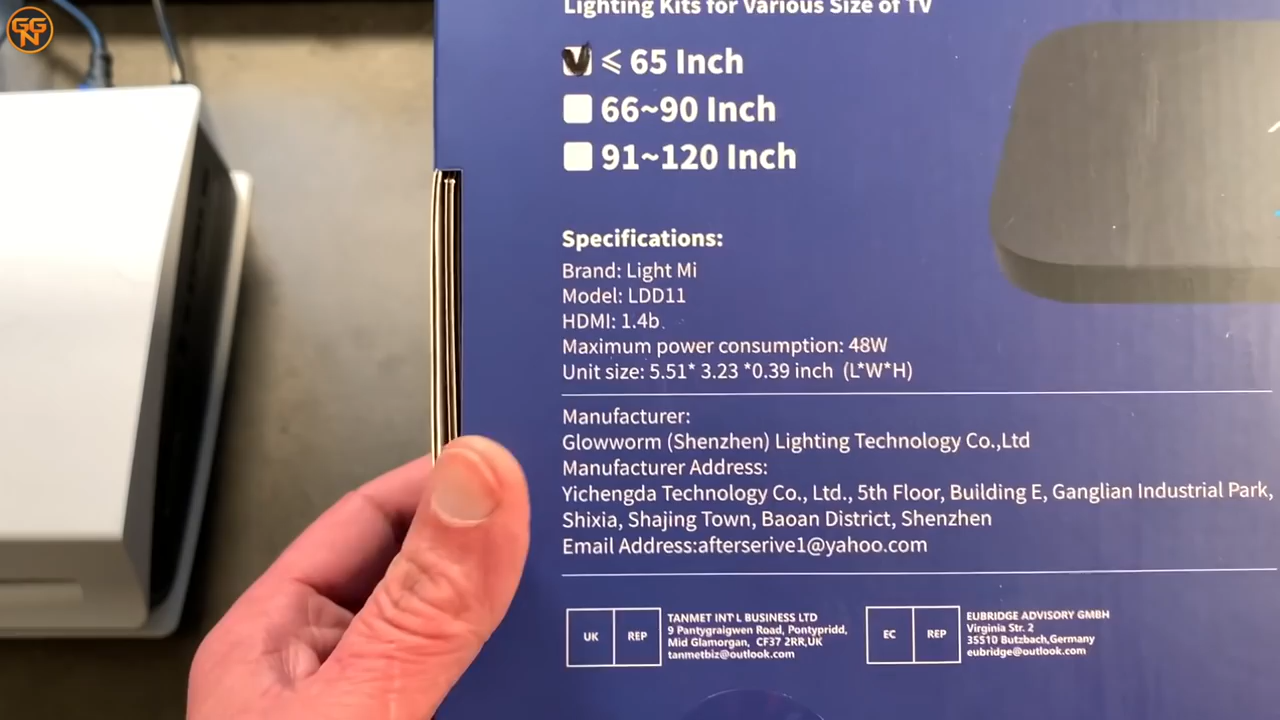 GGN
Lighting Kits for Various Size of TV
≤ 65 Inch
66~90 Inch
91~120 Inch
Specifications:
Brand: Light Mi
Model: LDD11
HDMI: 1.4b
Maximum power consumption: 48W
Unit size: 5.51* 3.23 *0.39 inch (L*W*H)
Manufacturer:
Glowworm (Shenzhen) Lighting Technology Co.,Ltd
Manufacturer Address:
Yichengda Technology Co., Ltd., 5th Floor, Building E, Ganglian Industrial Park,
Shixia, Shajing Town, Baoan District, Shenzhen
Email Address:afterserive1@yahoo.com
UK REP
TANMET INT'L BUSINESS LTD
9 Pantygraigwen Road, Pontypridd,
Mid Glamorgan, CF37 2RR,UK
tanmetbiz@outlook.com
EC REP
EUBRIDGE ADVISORY GMBH
Virginia Str. 2
35510 Butzbach,Germany
eubridge@outlook.com